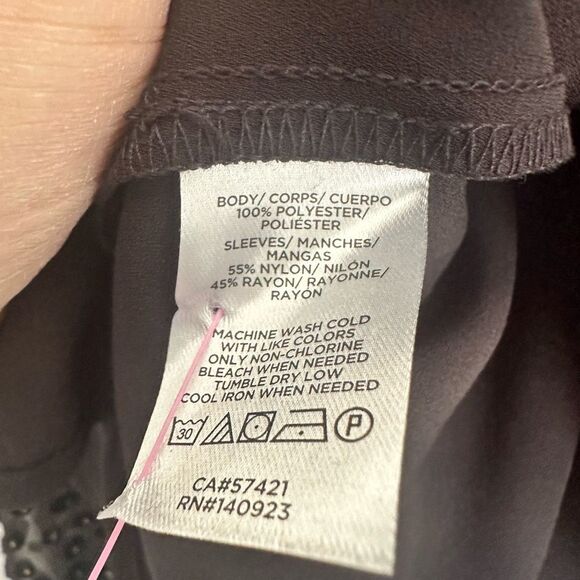 BODY/ CORPS/ CUERPO
100% POLYESTER/
POLIÉSTER
SLEEVES/ MANCHES/
MANGAS
55% NYLON/ NILÓN
45% RAYON/ RAYONNE/
RAYÓN
MACHINE WASH COLD
WITH LIKE COLORS
ONLY NON-CHLORINE
BLEACH WHEN NEEDED
TUMBLE DRY LOW
COOL IRON WHEN NEEDED
30 P
CA#57421
RN#140923